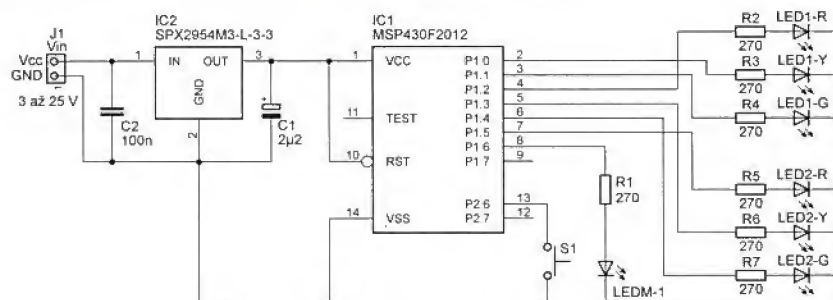 J1
Vin
Vcc
GND
1
3 až 25 V
C2
100n
IC2
SPX2954M3-L-3-3
1
IN
OUT
3
GND
2
+
C1
2µ2
IC1
MSP430F2012
1
VCC
11
TEST
10
RST
14
VSS
P1.0
2
P1.1
3
P1.2
4
P1.3
5
P1.4
6
P1.5
7
P1.6
8
P1.7
9
P2.6
13
P2.7
12
R1
270
S1
LEDM-1
R2
270
LED1-R
R3
270
LED1-Y
R4
270
LED1-G
R5
270
LED2-R
R6
270
LED2-Y
R7
270
LED2-G